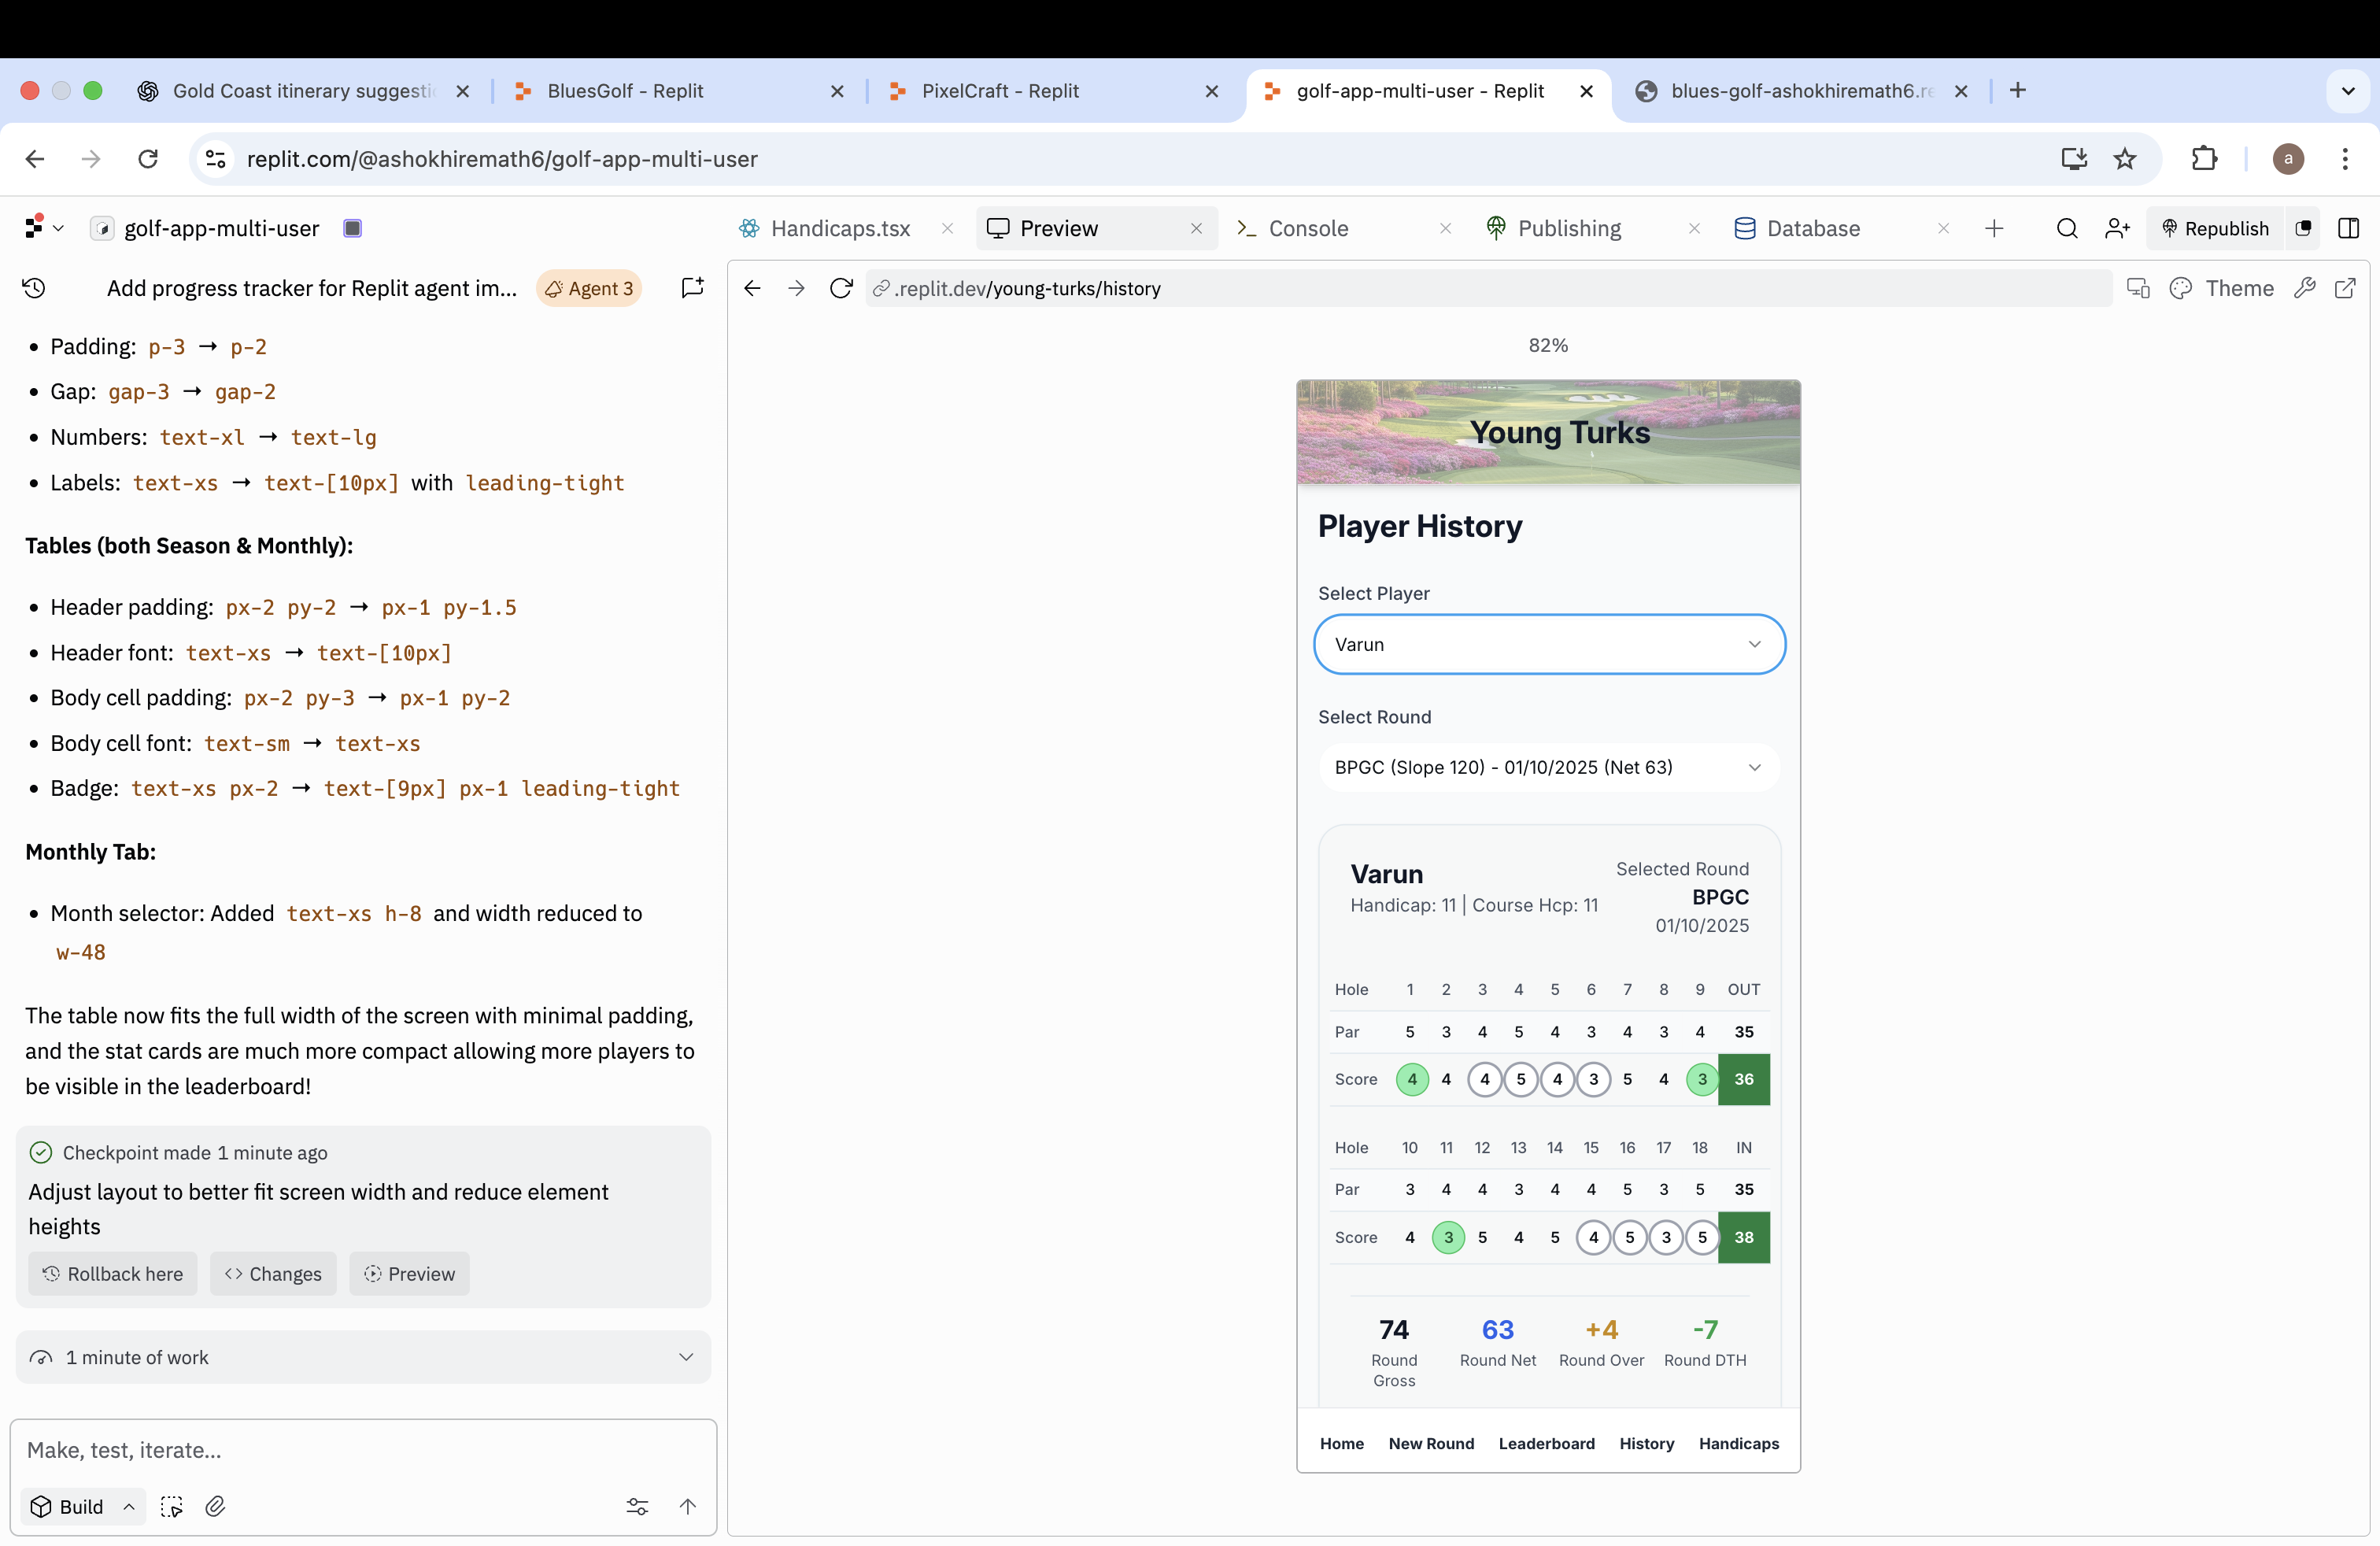 Gold Coast itinerary suggesti
BluesGolf - Replit
PixelCraft - Replit
golf-app-multi-user - Replit
blues-golf-ashokhiremath6.re
replit.com/@ashokhiremath6/golf-app-multi-user
a
golf-app-multi-user
Handicaps.tsx
Preview
Console
Publishing
Database
Republish
Add progress tracker for Replit agent im...
Agent 3
.replit.dev/young-turks/history
Theme
Padding: p-3 → p-2
Gap: gap-3 → gap-2
Numbers: text-xl → text-lg
Labels: text-xs → text-[10px] with leading-tight
Tables (both Season & Monthly):
Header padding: px-2 py-2 → px-1 py-1.5
Header font: text-xs → text-[10px]
Body cell padding: px-2 py-3 → px-1 py-2
Body cell font: text-sm → text-xs
Badge: text-xs px-2 → text-[9px] px-1 leading-tight
Monthly Tab:
Month selector: Added text-xs h-8 and width reduced to
w-48
The table now fits the full width of the screen with minimal padding,
and the stat cards are much more compact allowing more players to
be visible in the leaderboard!
Checkpoint made 1 minute ago
Adjust layout to better fit screen width and reduce element
heights
Rollback here
Changes
Preview
1 minute of work
Make, test, iterate...
Build
82%
Young Turks
Player History
Select Player
Varun
Select Round
BPGC (Slope 120) - 01/10/2025 (Net 63)
Varun
Handicap: 11 | Course Hcp: 11
Selected Round
BPGC
01/10/2025
Hole 1 2 3 4 5 6 7 8 9 OUT
Par 5 3 4 5 4 3 4 3 4 35
Score 4 4 4 5 4 3 5 4 3 36
Hole 10 11 12 13 14 15 16 17 18 IN
Par 3 4 4 3 4 4 5 3 5 35
Score 4 3 5 4 5 4 5 3 5 38
74 63 +4 -7
Round Gross
Round Net
Round Over
Round DTH
Home New Round Leaderboard History Handicaps